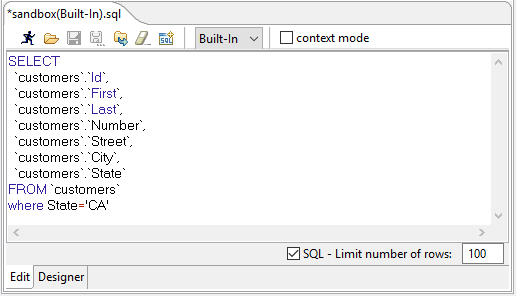 *sandbox(Built-In).sql
Built-In
context mode
SELECT
`customers`.`Id`,
`customers`.`First`,
`customers`.`Last`,
`customers`.`Number`,
`customers`.`Street`,
`customers`.`City`,
`customers`.`State`
FROM `customers`
where State='CA'
SQL - Limit number of rows: 100
Edit Designer